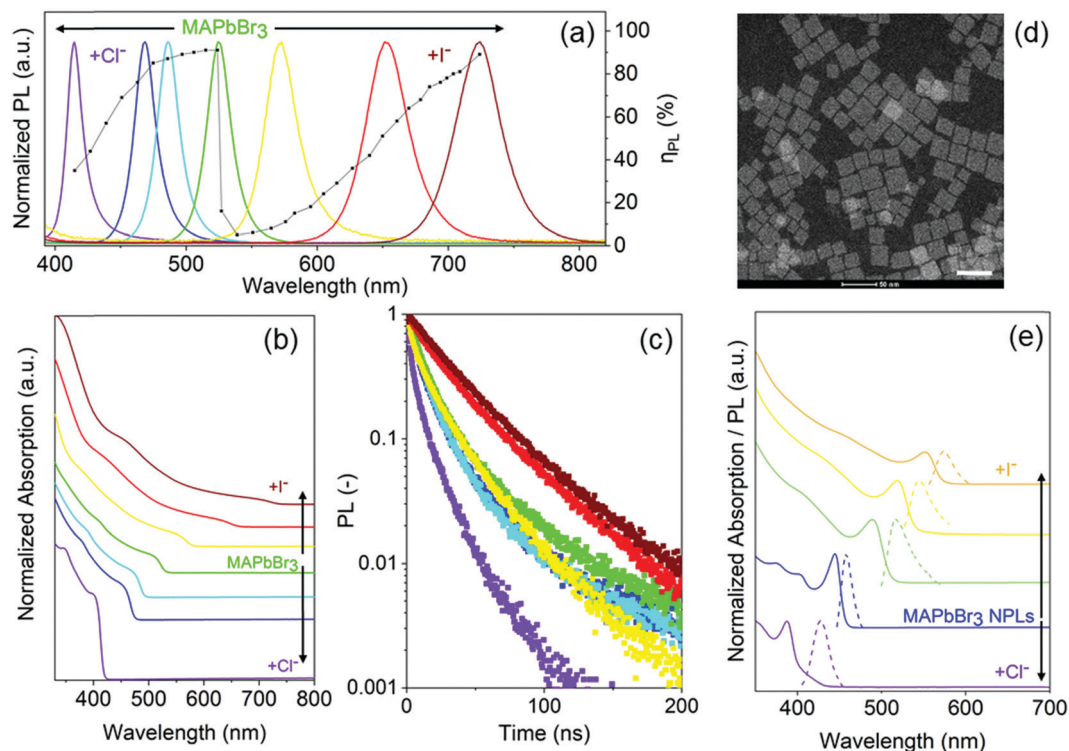 MAPbBr3
(a)
+Cl⁻
+I⁻
Normalized PL (a.u.)
100
80
60
40
20
0
ηPL (%)
400 500 600 700 800
Wavelength (nm)
(d)
50 nm
(b)
Normalized Absorption (a.u.)
+I⁻
MAPbBr3
+Cl⁻
400 500 600 700 800
Wavelength (nm)
(c)
PL (-)
1
0.1
0.01
0.001
0 100 200
Time (ns)
(e)
Normalized Absorption / PL (a.u.)
+I⁻
MAPbBr3 NPLs
+Cl⁻
400 500 600 700
Wavelength (nm)